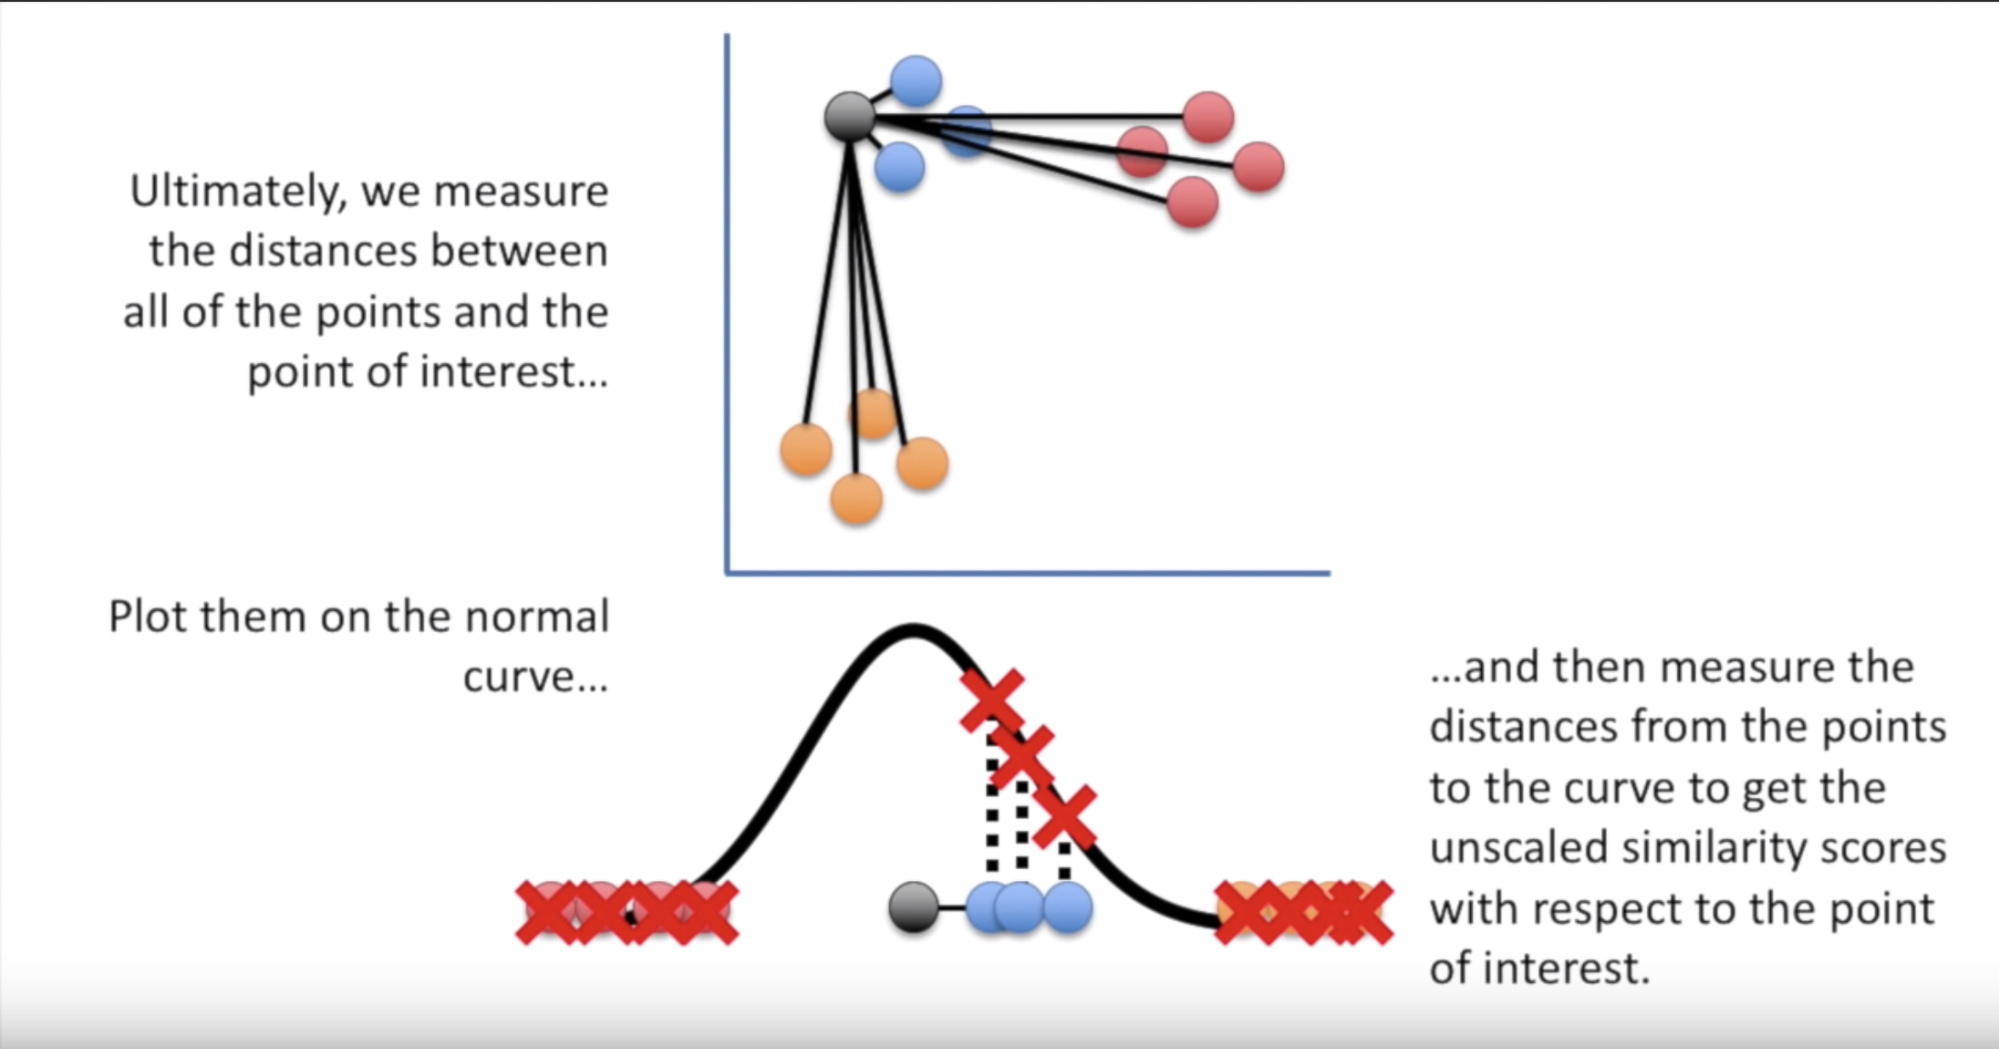 Ultimately, we measure
the distances between
all of the points and the
point of interest...
Plot them on the normal
curve...
...and then measure the
distances from the points
to the curve to get the
unscaled similarity scores
with respect to the point
of interest.